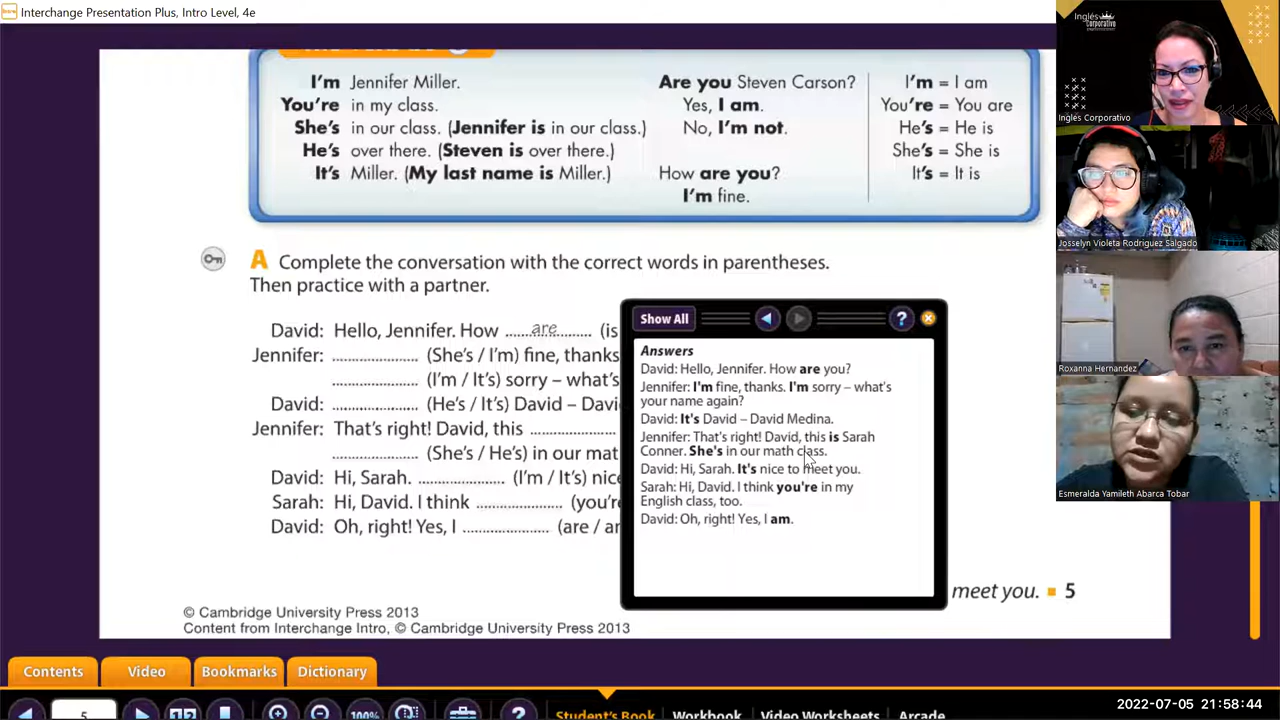 Interchange Presentation Plus, Intro Level, 4e
I'm Jennifer Miller.
You're in my class.
She's in our class. (Jennifer is in our class.)
He's over there. (Steven is over there.)
It's Miller. (My last name is Miller.)
Are you Steven Carson?
Yes, I am.
No, I'm not.
How are you?
I'm fine.
I'm = I am
You're = You are
He's = He is
She's = She is
It's = It is
A Complete the conversation with the correct words in parentheses.
Then practice with a partner.
David: Hello, Jennifer. How are (is
Jennifer: (She's / I'm) fine, thanks
(I'm / It's) sorry – what's
David: (He's / It's) David – Davi
Jennifer: That's right! David, this
(She's / He's) in our mat
David: Hi, Sarah. (I'm / It's) nice
Sarah: Hi, David. I think (you're
David: Oh, right! Yes, I (are / ar
Show All
?
Answers
David: Hello, Jennifer. How are you?
Jennifer: I'm fine, thanks. I'm sorry – what's
your name again?
David: It's David – David Medina.
Jennifer: That's right! David, this is Sarah
Conner. She's in our math class.
David: Hi, Sarah. It's nice to meet you.
Sarah: Hi, David. I think you're in my
English class, too.
David: Oh, right! Yes, I am.
meet you. 5
© Cambridge University Press 2013
Content from Interchange Intro, © Cambridge University Press 2013
Contents Video Bookmarks Dictionary
5
100%
?
Student's Book Workbook Video Worksheets Arcade
Inglés
Corporativo
Inglés Corporativo
Josselyn Violeta Rodriguez Salgado
Roxanna Hernandez
Esmeralda Yamileth Abarca Tobar
2022-07-05 21:58:44